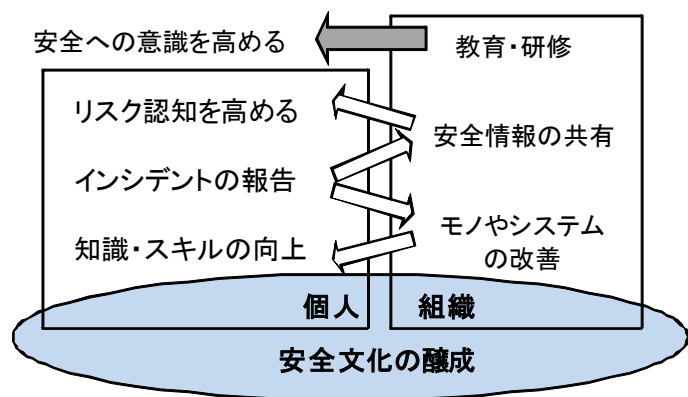 安全への意識を高める
教育・研修
リスク認知を高める
安全情報の共有
インシデントの報告
モノやシステム
の改善
知識・スキルの向上
個人
組織
安全文化の醸成